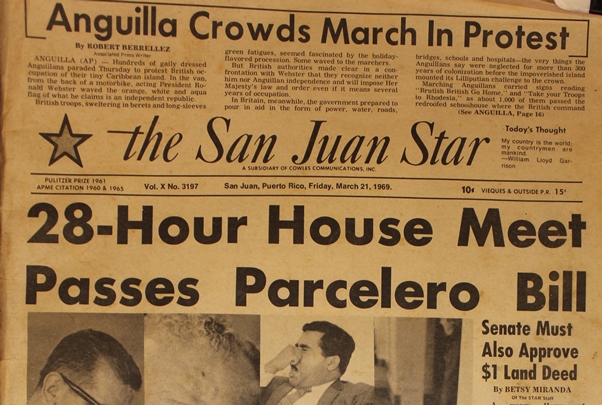 Anguilla Crowds March In Protest
By ROBERT BERRELLEZ
Associated Press Writer
ANGUILLA (AP) — Hundreds of gaily dressed
Anguillans paraded Thursday to protest British oc-
cupation of their tiny Caribbean island. In the van,
from the back of a motorbike, acting President Ro-
nald Webster waved the orange, white and aqua
flag of what he claims is an independent republic.
British troops, sweltering in berets and long-sleeves
green fatigues, seemed fascinated by the holiday-
flavored procession. Some waved to the marchers.
But British authorities made clear in a con-
frontation with Webster that they recognize neither
him nor Anguillan independence and will impose Her
Majesty's law and order even if it means several
years of occupation.
In Britain, meanwhile, the government prepared to
pour in aid in the form of power, water, roads,
bridges, schools and hospitals—the very things the
Anguillans say were neglected for more than 300
years of colonization before the impoverished island
mounted its Lilliputian challenge to the crown.
Marching Anguillans carried signs reading
"Brutish British Go Home," and "Take your Troops
to Rhodesia," as about 1,000 of them passed the
redroofed schoolhouse where the British command
(See ANGUILLA, Page 16)
the San Juan Star
A SUBSIDIARY OF COWLES COMMUNICATIONS, INC.
Today's Thought
My country is the
world; my countrymen
are mankind.
—William Lloyd Gar-
rison
PULITZER PRIZE 1961
APME CITATION 1960 & 1965
Vol. X No. 3197
San Juan, Puerto Rico, Friday, March 21, 1969.
10¢ VIEQUES & OUTSIDE P.R. 15¢
28-Hour House Meet
Passes Parcelero Bill
Senate Must
Also Approve
$1 Land Deed
By BETSY MIRANDA
Of The STAR Staff